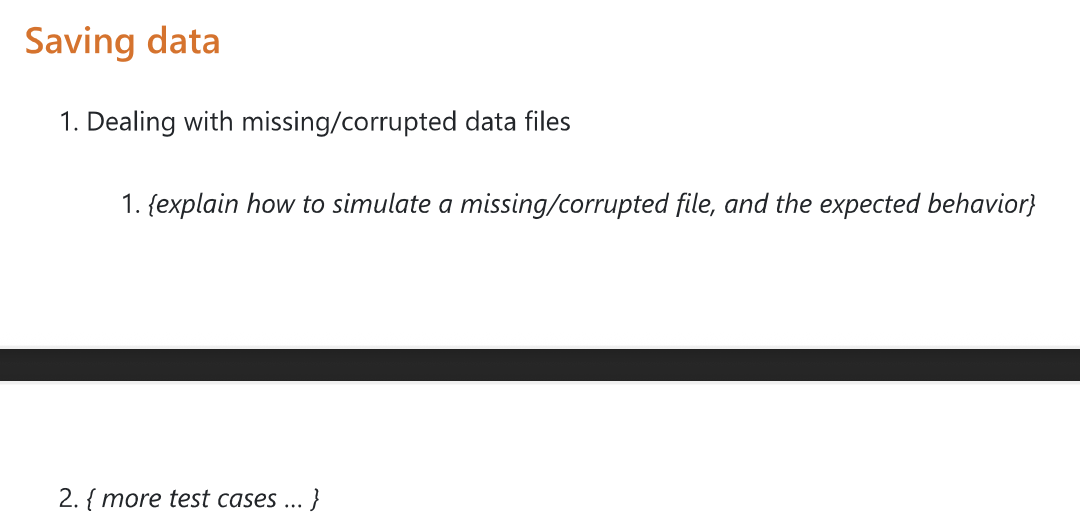 Saving data
1. Dealing with missing/corrupted data files
1. {explain how to simulate a missing/corrupted file, and the expected behavior}
2. { more test cases … }